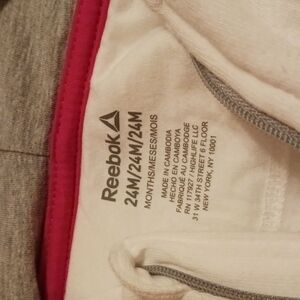 Reebok
24M/24M/24M
MONTHS/MESES/MOIS
MADE IN CAMBODIA
HECHO EN CAMBOYA
FABRIQUÉ AU CAMBODGE
RN 117927 / HIGHLIFE LLC
31 W 34TH STREET 6 FLOOR
NEW YORK, NY 10001